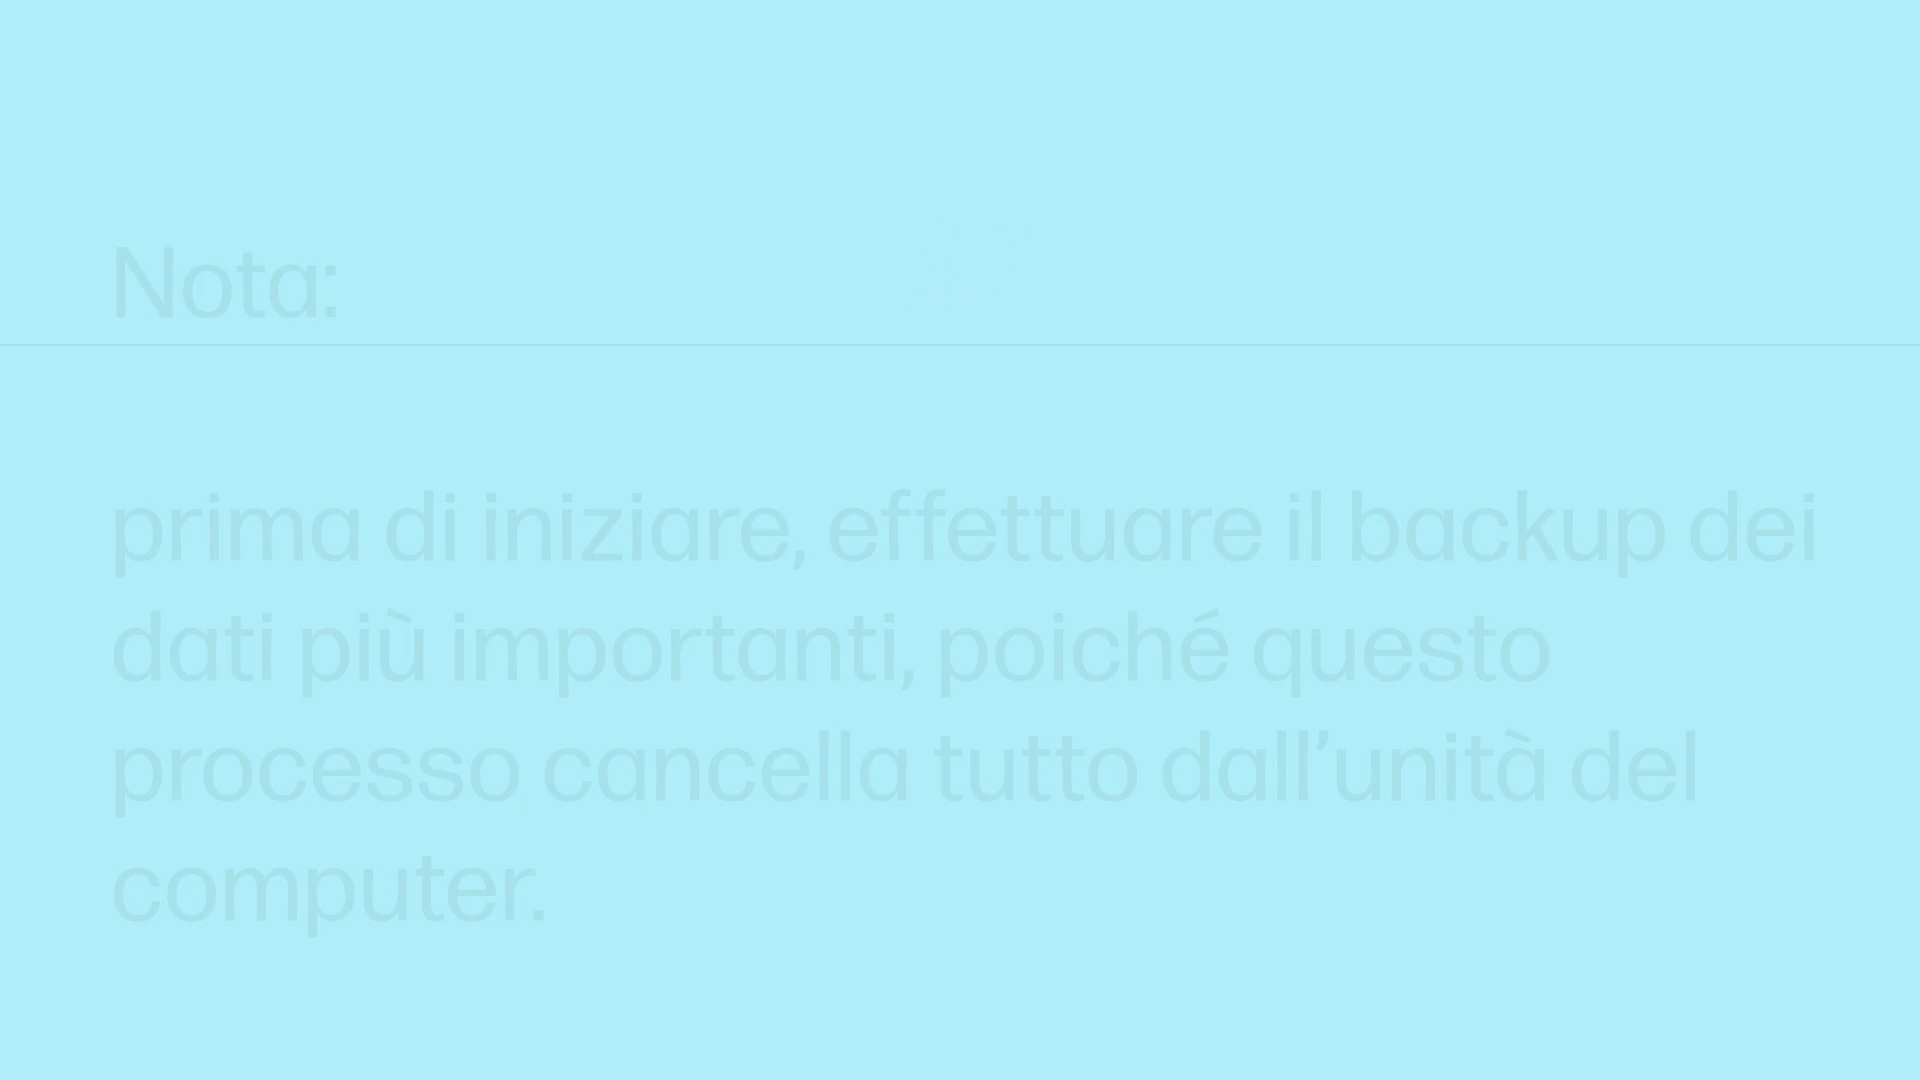 Nota:
prima di iniziare, effettuare il backup dei
dati più importanti, poiché questo
processo cancella tutto dall’unità del
computer.